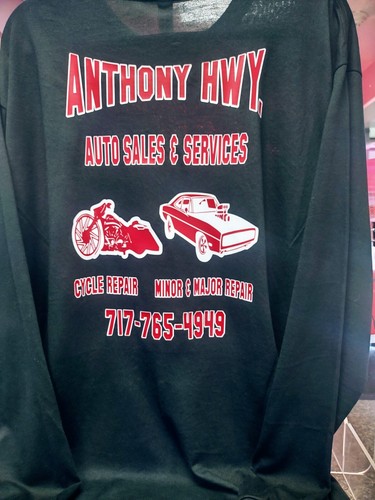 ANTHONY HWY.
AUTO SALES & SERVICES
CYCLE REPAIR MINOR & MAJOR REPAIR
717-765-4949